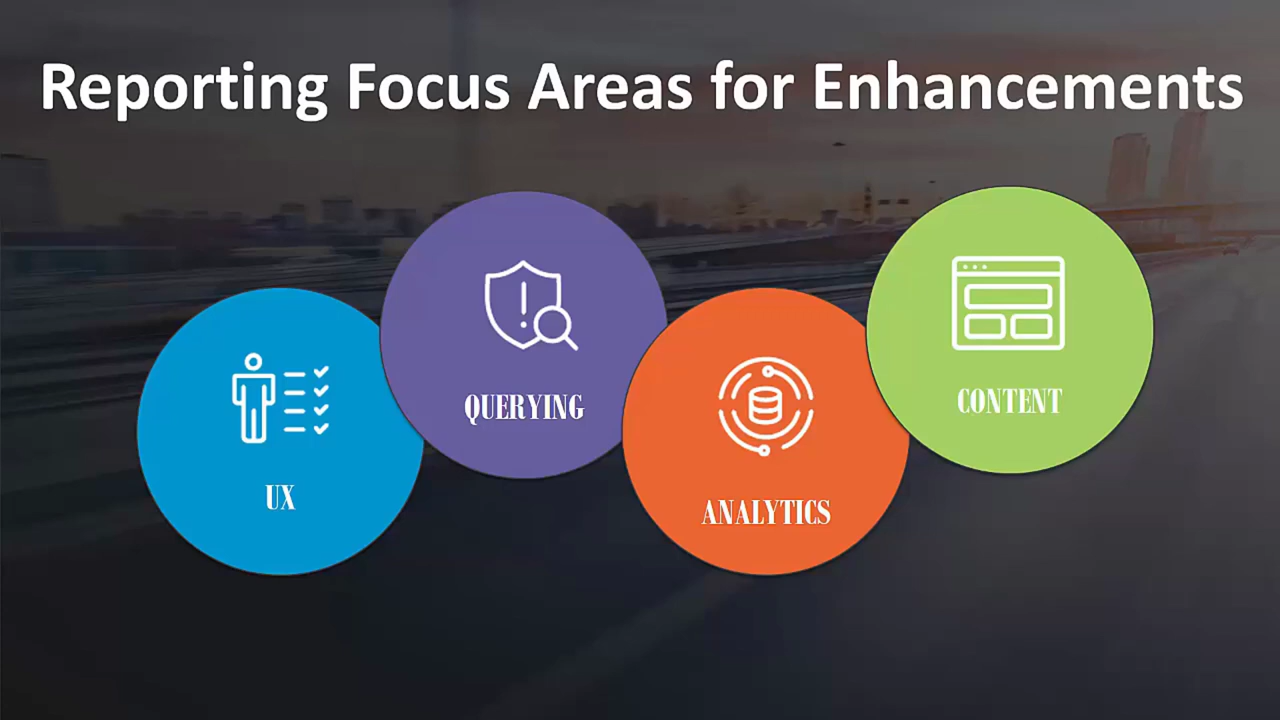 Reporting Focus Areas for Enhancements
UX
QUERYING
ANALYTICS
CONTENT